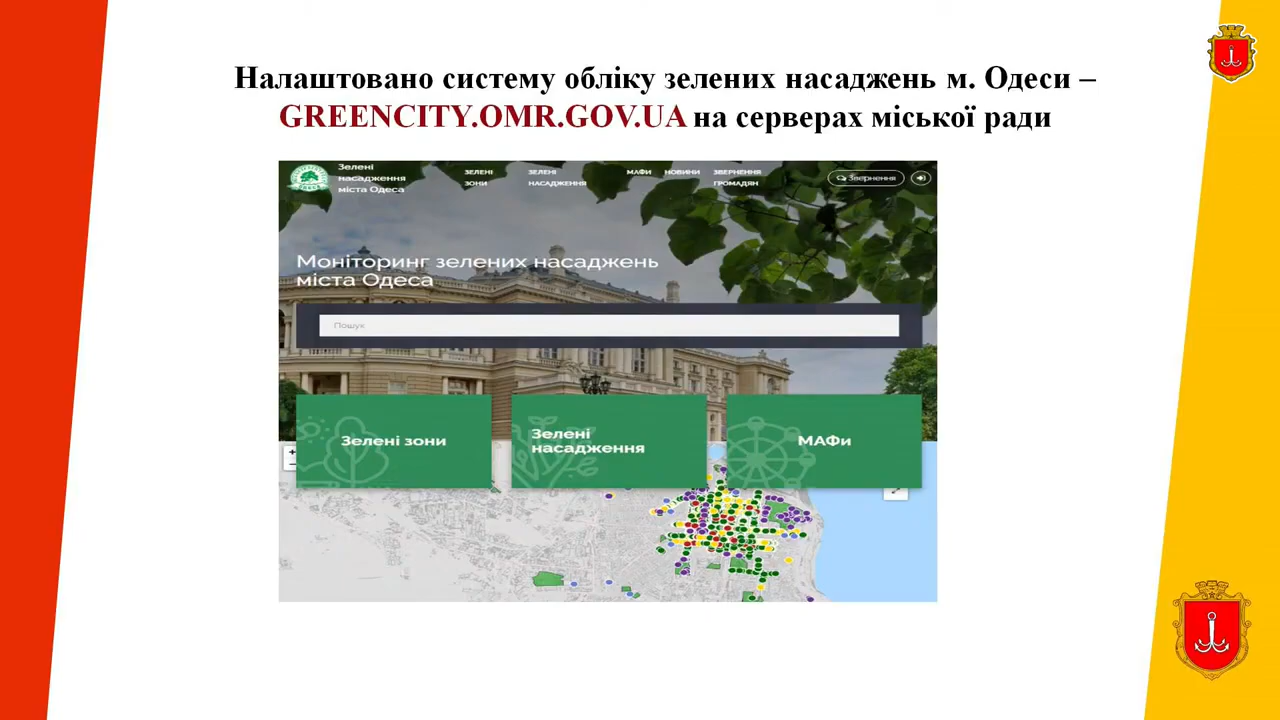 Налаштовано систему обліку зелених насаджень м. Одеси –
GREENCITY.OMR.GOV.UA на серверах міської ради
Зелені
насадження
міста Одеса
ЗЕЛЕНІ
ЗОНИ
ЗЕЛЕНІ
НАСАДЖЕННЯ
МАФИ
НОВИНИ
ЗВЕРНЕННЯ
ГРОМАДЯН
Звернення
Моніторинг зелених насаджень
міста Одеса
Пошук
Зелені зони
Зелені
насадження
МАФи